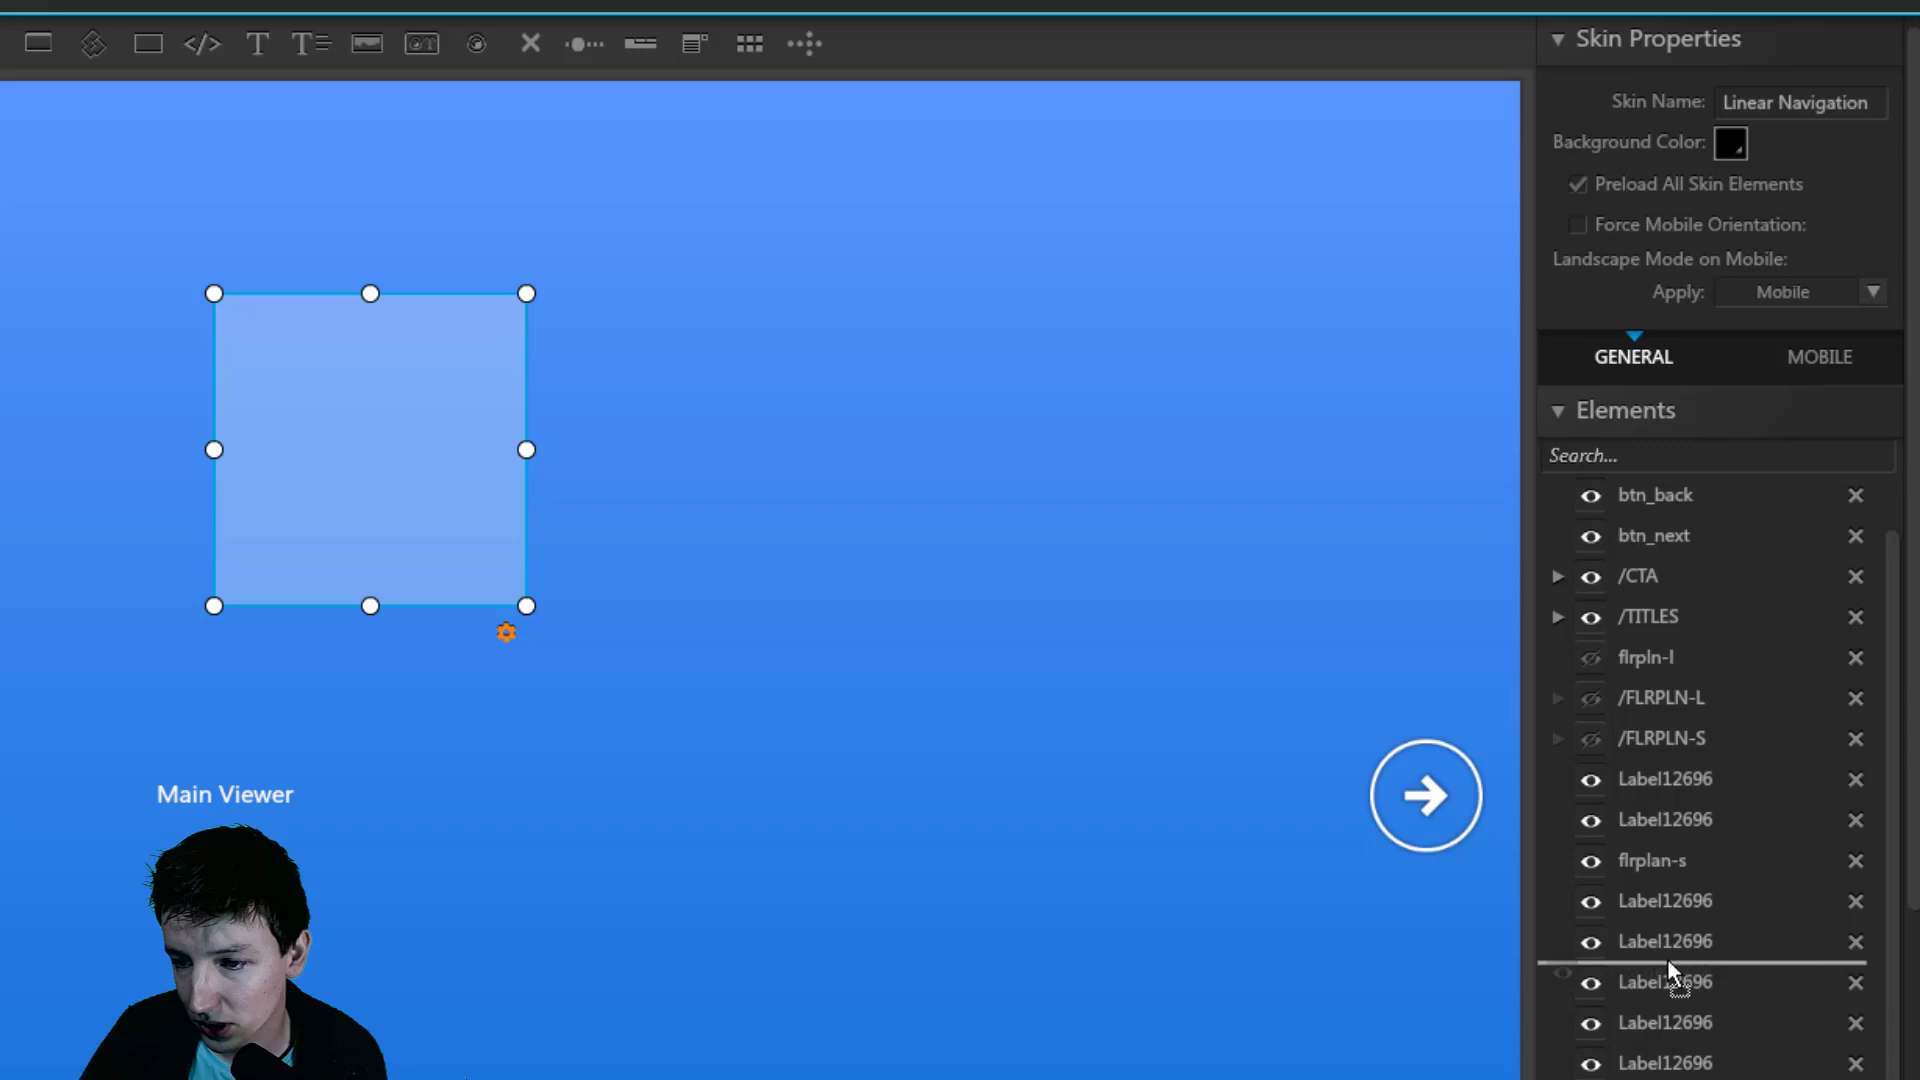 Skin Properties
Skin Name: Linear Navigation
Background Color:
Preload All Skin Elements
Force Mobile Orientation:
Landscape Mode on Mobile:
Apply: Mobile
GENERAL MOBILE
Elements
Search...
btn_back
btn_next
/CTA
/TITLES
flrpln-l
/FLRPLN-L
/FLRPLN-S
Label12696
Label12696
flrplan-s
Label12696
Label12696
Label12696
Label12696
Label12696
Main Viewer